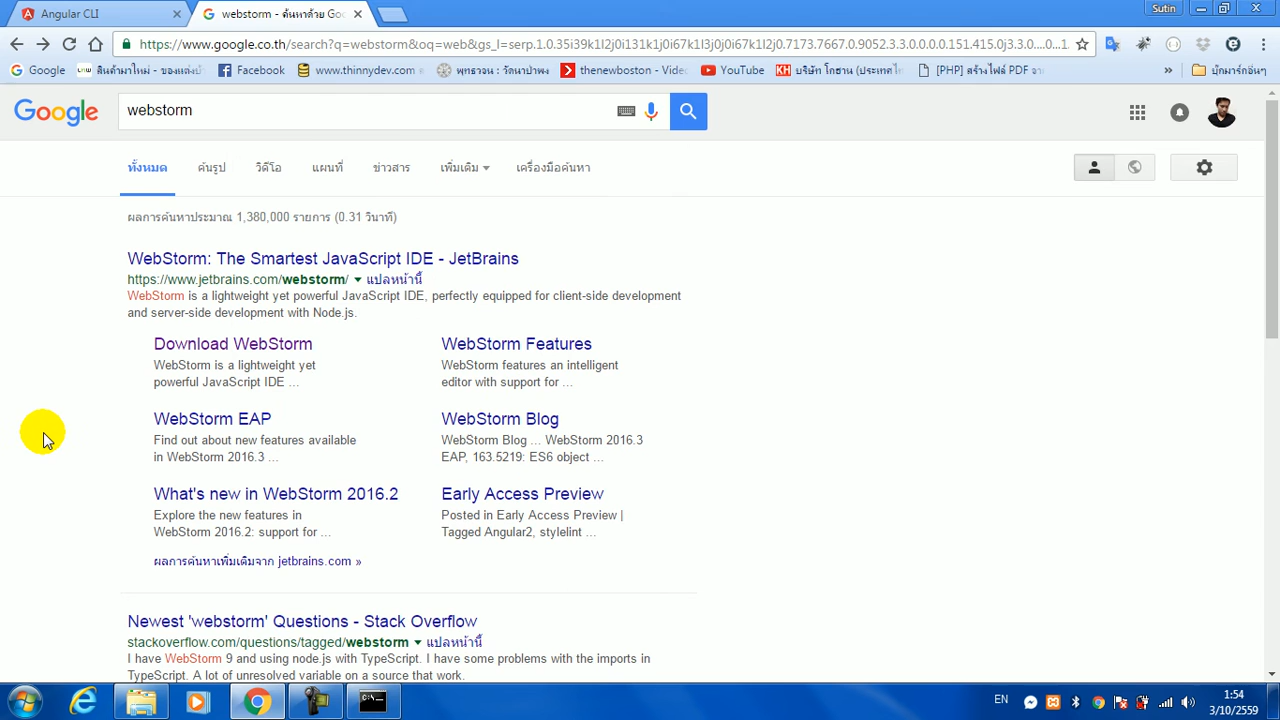 Angular CLI
webstorm - ค้นหาด้วย Goo
Sutin
https://www.google.co.th/search?q=webstorm&oq=web&gs_l=serp.1.0.35i39k1l2j0i131k1j0i67k1l3j0j0i67k1l2j0.7173.7667.0.9052.3.3.0.0.0.0.151.415.0j3.3.0....0...1...
Google
สินค้ามาใหม่ - ของแต่งบ้า
Facebook
www.thinnydev.com
พุทธวจน : วัดนาป่าพง
thenewboston - Video
YouTube
บริษัท โกฮาน (ประเทศไ
[PHP] สร้างไฟล์ PDF จา
»
บุ๊กมาร์กอื่นๆ
Google
webstorm
ทั้งหมด
ค้นรูป
วิดีโอ
แผนที่
ข่าวสาร
เพิ่มเติม
เครื่องมือค้นหา
ผลการค้นหาประมาณ 1,380,000 รายการ (0.31 วินาที)
WebStorm: The Smartest JavaScript IDE - JetBrains
https://www.jetbrains.com/webstorm/ แปลหน้านี้
WebStorm is a lightweight yet powerful JavaScript IDE, perfectly equipped for client-side development
and server-side development with Node.js.
Download WebStorm
WebStorm is a lightweight yet
powerful JavaScript IDE ...
WebStorm Features
WebStorm features an intelligent
editor with support for ...
WebStorm EAP
Find out about new features available
in WebStorm 2016.3 ...
WebStorm Blog
WebStorm Blog ... WebStorm 2016.3
EAP, 163.5219: ES6 object ...
What's new in WebStorm 2016.2
Explore the new features in
WebStorm 2016.2: support for ...
Early Access Preview
Posted in Early Access Preview |
Tagged Angular2, stylelint ...
ผลการค้นหาเพิ่มเติมจาก jetbrains.com »
Newest 'webstorm' Questions - Stack Overflow
stackoverflow.com/questions/tagged/webstorm แปลหน้านี้
I have WebStorm 9 and using node.js with TypeScript. I have some problems with the imports in
TypeScript. A lot of unresolved variable on a source that work.
EN
1:54
3/10/2559